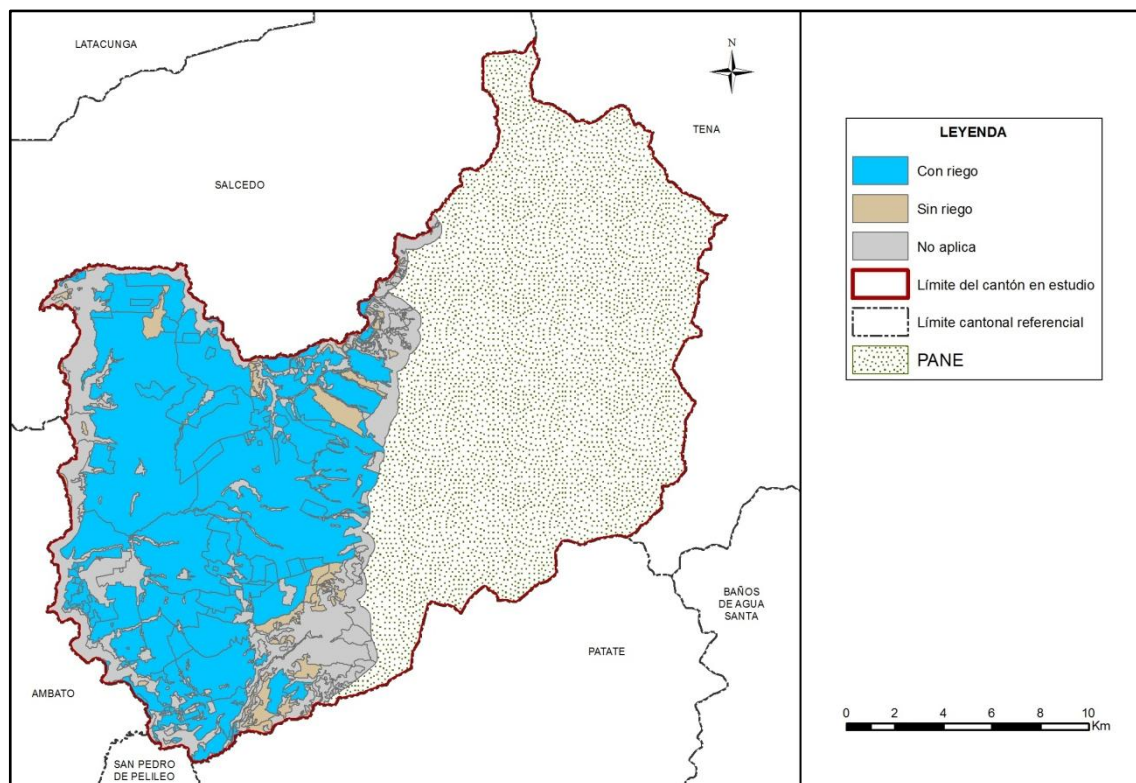 LATACUNGA
N
TENA
SALCEDO
BAÑOS
DE AGUA
SANTA
PATATE
AMBATO
SAN PEDRO
DE PELILEO
LEYENDA
Con riego
Sin riego
No aplica
Límite del cantón en estudio
Límite cantonal referencial
PANE
0 2 4 6 8 10
Km